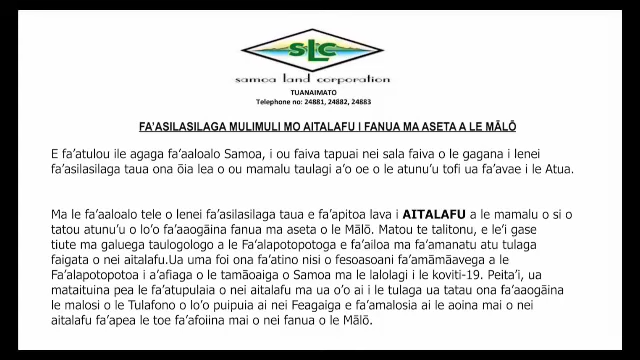 SLC
samoa land corporation
TUANAIMATO
Telephone no: 24881, 24882, 24883
FA'ASILASILAGA MULIMULI MO AITALAFU I FANUA MA ASETA A LE MĀLŌ
E fa'atulou ile agaga fa'aaloalo Samoa, i ou faiva tapuai nei sala faiva o le gagana i lenei
fa'asilasilaga taua ona ōia lea o ou mamalu taulagi a'o oe o le atunu'u tofi ua fa'avae i le Atua.
Ma le fa'aaloalo tele o lenei fa'asilasilaga taua e fa'apitoa lava i AITALAFU a le mamalu o si o
tatou atunu'u o lo'o fa'aaogāina fanua ma aseta o le Mālō. Matou te talitonu, e le'i gase
tiute ma galuega taulogologo a le Fa'alapotopotoga e fa'ailoa ma fa'amanatu atu tulaga
faigata o nei aitalafu.Ua uma foi ona fa'atino nisi o fesoasoani fa'amāmāavega a le
Fa'alapotopotoi a'afiaga o le tamāoaiga o Samoa ma le lalolagi i le koviti-19. Peita'i, ua
mataituina pea le fa'atupulaia o nei aitalafu ma ua o'o ai i le tulaga ua tatau ona fa'aaogāina
le malosi o le Tulafono o lo'o puipuia ai nei Feagaiga e fa'amalosia ai le aoina mai o nei
aitalafu fa'apea le toe fa'afoiina mai o nei fanua o le Mālō.